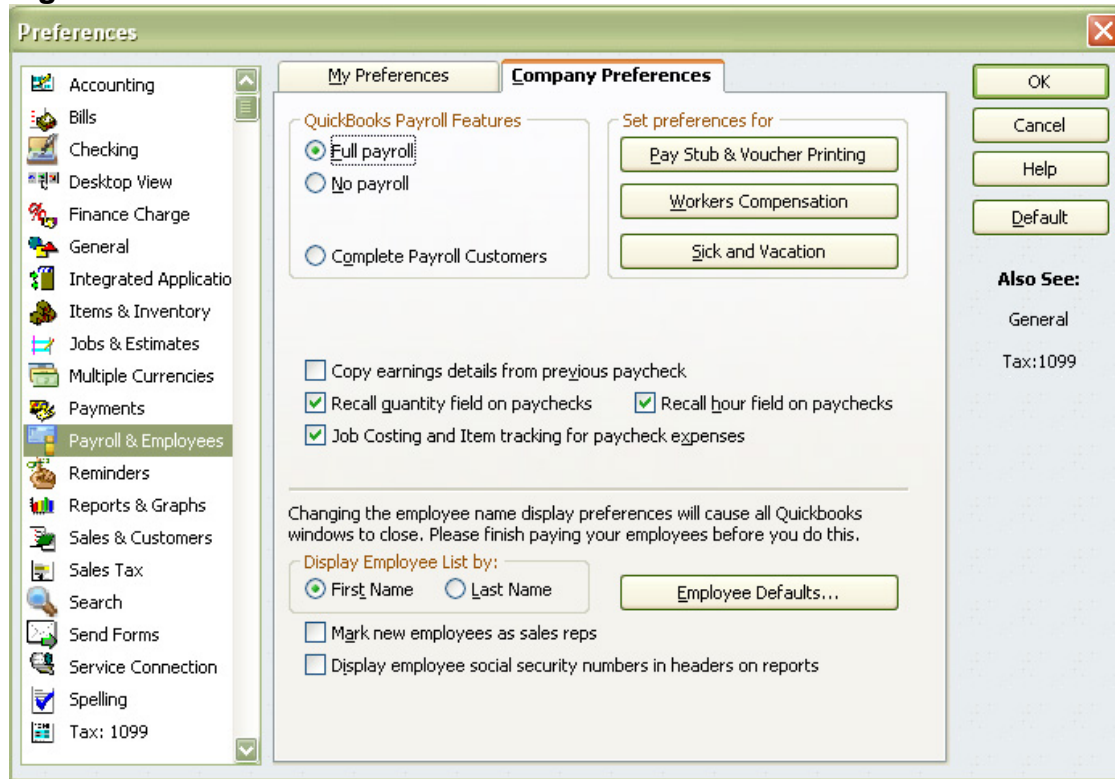 Preferences
Accounting
Bills
Checking
Desktop View
Finance Charge
General
Integrated Applicatio
Items & Inventory
Jobs & Estimates
Multiple Currencies
Payments
Payroll & Employees
Reminders
Reports & Graphs
Sales & Customers
Sales Tax
Search
Send Forms
Service Connection
Spelling
Tax: 1099
My Preferences
Company Preferences
QuickBooks Payroll Features
Full payroll
No payroll
Complete Payroll Customers
Set preferences for
Pay Stub & Voucher Printing
Workers Compensation
Sick and Vacation
Copy earnings details from previous paycheck
Recall quantity field on paychecks
Recall hour field on paychecks
Job Costing and Item tracking for paycheck expenses
Changing the employee name display preferences will cause all Quickbooks
windows to close. Please finish paying your employees before you do this.
Display Employee List by:
First Name
Last Name
Employee Defaults...
Mark new employees as sales reps
Display employee social security numbers in headers on reports
OK
Cancel
Help
Default
Also See:
General
Tax:1099